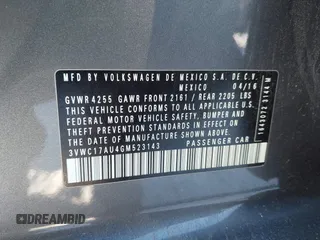 MFD BY VOLKSWAGEN DE MEXICO S.A. DE C.V.
MEXICO 04/16
GVWR 4255 GAWR FRONT 2161 / REAR 2205 LBS
THIS VEHICLE CONFORMS TO ALL APPLICABLE U.S.
FEDERAL MOTOR VEHICLE SAFETY, BUMPER AND
THEFT PREVENTION STANDARDS IN EFFECT ON THE
DATE OF MANUFACTURE SHOWN ABOVE.
3VWC17AU4GM523143 PASSENGER CAR
DREAMBID